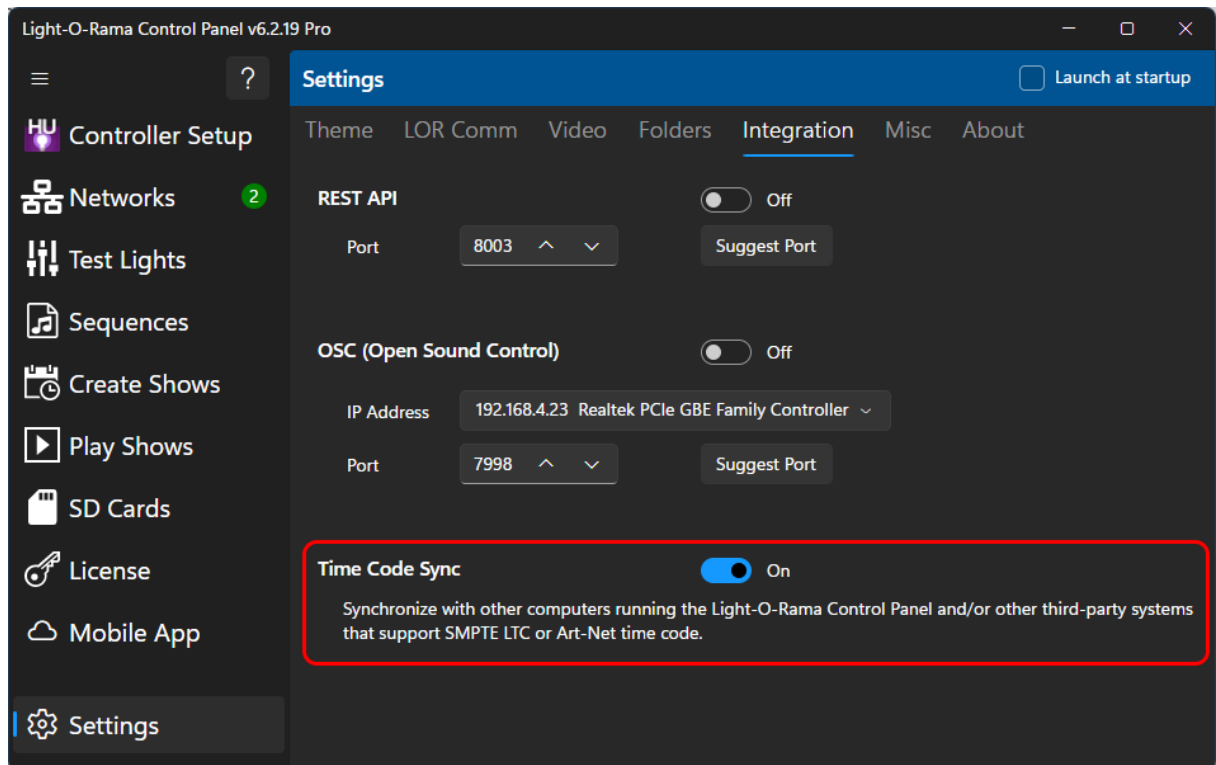 Light-O-Rama Control Panel v6.2.19 Pro
?
Settings
Launch at startup
HU
Controller Setup
Networks
2
Test Lights
Sequences
Create Shows
Play Shows
SD Cards
License
Mobile App
Settings
Theme LOR Comm Video Folders Integration Misc About
REST API Off
Port 8003 Suggest Port
OSC (Open Sound Control) Off
IP Address 192.168.4.23 Realtek PCIe GBE Family Controller
Port 7998 Suggest Port
Time Code Sync On
Synchronize with other computers running the Light-O-Rama Control Panel and/or other third-party systems
that support SMPTE LTC or Art-Net time code.